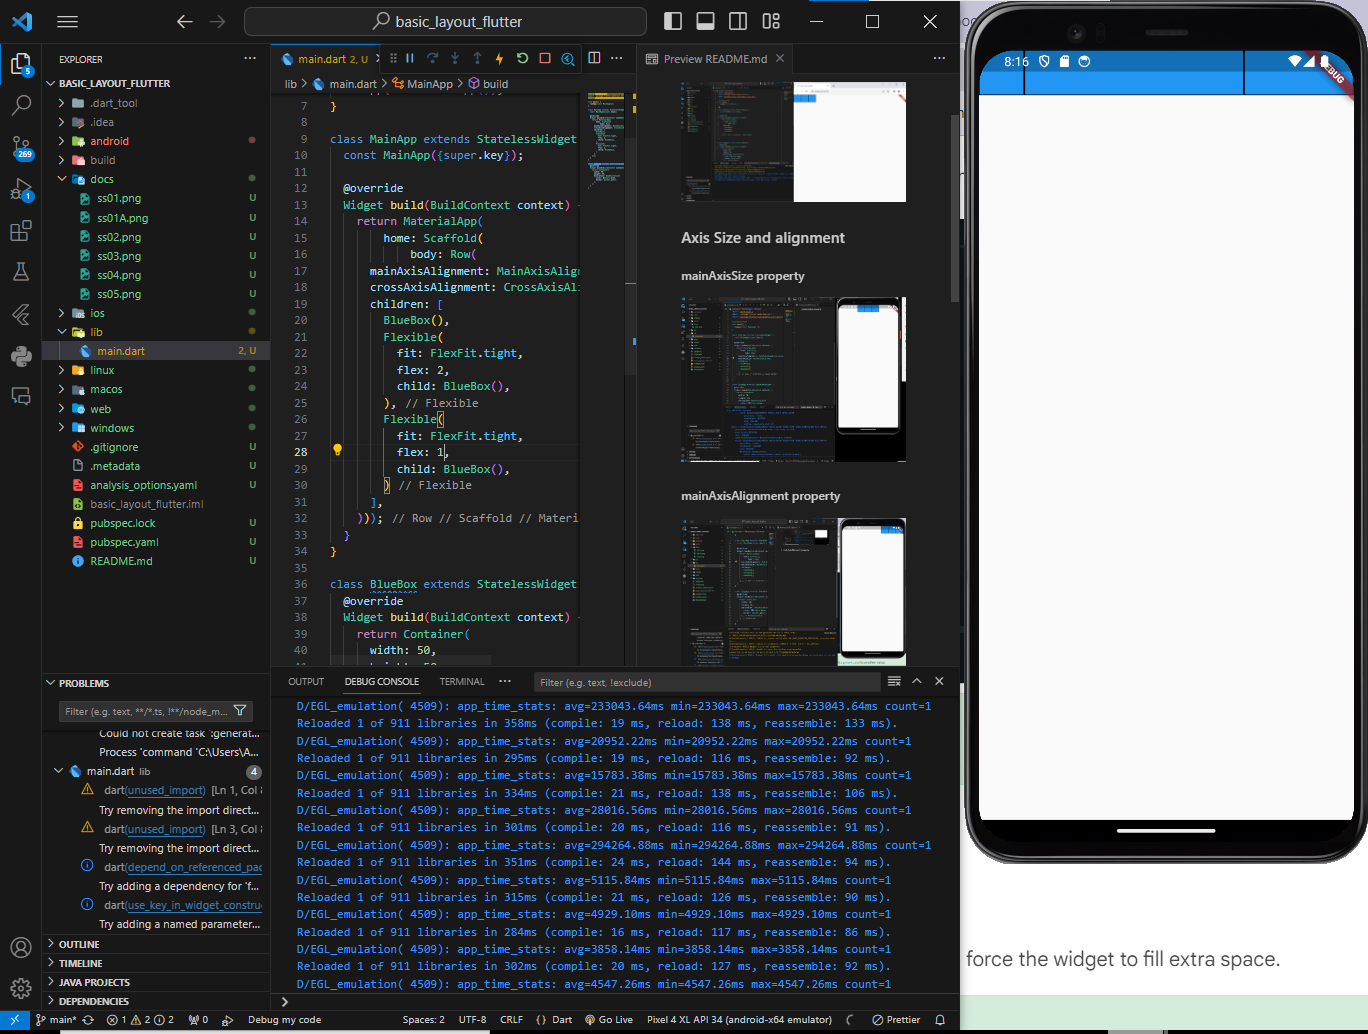 basic_layout_flutter
EXPLORER
BASIC_LAYOUT_FLUTTER
.dart_tool
.idea
android
build
docs
ss01.png U
ss01A.png U
ss02.png U
ss03.png U
ss04.png U
ss05.png U
ios
lib
main.dart 2, U
linux
macos
web
windows
.gitignore U
.metadata U
analysis_options.yaml U
basic_layout_flutter.iml
pubspec.lock U
pubspec.yaml U
README.md U
5
269
1
PROBLEMS
Filter (e.g. text, **/*.ts, !**/node_m...
Could not create task ':generat...
Process 'command 'C:\Users\A...
main.dart lib 4
dart(unused_import) [Ln 1, Col
Try removing the import direct...
dart(unused_import) [Ln 3, Col
Try removing the import direct...
dart(depend_on_referenced_pac
Try adding a dependency for 'f...
dart(use_key_in_widget_constru
Try adding a named parameter...
OUTLINE
TIMELINE
JAVA PROJECTS
DEPENDENCIES
main.dart 2, U
lib > main.dart > MainApp > build
7 }
8
9 class MainApp extends StatelessWidget
10 const MainApp({super.key});
11
12 @override
13 Widget build(BuildContext context)
14 return MaterialApp(
15 home: Scaffold(
16 body: Row(
17 mainAxisAlignment: MainAxisAlig
18 crossAxisAlignment: CrossAxisAli
19 children: [
20 BlueBox(),
21 Flexible(
22 fit: FlexFit.tight,
23 flex: 2,
24 child: BlueBox(),
25 ), // Flexible
26 Flexible(
27 fit: FlexFit.tight,
28 flex: 1,
29 child: BlueBox(),
30 ) // Flexible
31 ],
32 ))); // Row // Scaffold // Materi
33 }
34 }
35
36 class BlueBox extends StatelessWidget
37 @override
38 Widget build(BuildContext context)
39 return Container(
40 width: 50,
Preview README.md
Axis Size and alignment
mainAxisSize property
mainAxisAlignment property
OUTPUT DEBUG CONSOLE TERMINAL
Filter (e.g. text, !exclude)
D/EGL_emulation( 4509): app_time_stats: avg=233043.64ms min=233043.64ms max=233043.64ms count=1
Reloaded 1 of 911 libraries in 358ms (compile: 19 ms, reload: 138 ms, reassemble: 133 ms).
D/EGL_emulation( 4509): app_time_stats: avg=20952.22ms min=20952.22ms max=20952.22ms count=1
Reloaded 1 of 911 libraries in 295ms (compile: 19 ms, reload: 116 ms, reassemble: 92 ms).
D/EGL_emulation( 4509): app_time_stats: avg=15783.38ms min=15783.38ms max=15783.38ms count=1
Reloaded 1 of 911 libraries in 334ms (compile: 21 ms, reload: 138 ms, reassemble: 106 ms).
D/EGL_emulation( 4509): app_time_stats: avg=28016.56ms min=28016.56ms max=28016.56ms count=1
Reloaded 1 of 911 libraries in 301ms (compile: 20 ms, reload: 116 ms, reassemble: 91 ms).
D/EGL_emulation( 4509): app_time_stats: avg=294264.88ms min=294264.88ms max=294264.88ms count=1
Reloaded 1 of 911 libraries in 351ms (compile: 24 ms, reload: 144 ms, reassemble: 94 ms).
D/EGL_emulation( 4509): app_time_stats: avg=5115.84ms min=5115.84ms max=5115.84ms count=1
Reloaded 1 of 911 libraries in 315ms (compile: 21 ms, reload: 126 ms, reassemble: 90 ms).
D/EGL_emulation( 4509): app_time_stats: avg=4929.10ms min=4929.10ms max=4929.10ms count=1
Reloaded 1 of 911 libraries in 284ms (compile: 16 ms, reload: 117 ms, reassemble: 86 ms).
D/EGL_emulation( 4509): app_time_stats: avg=3858.14ms min=3858.14ms max=3858.14ms count=1
Reloaded 1 of 911 libraries in 302ms (compile: 20 ms, reload: 127 ms, reassemble: 92 ms).
D/EGL_emulation( 4509): app_time_stats: avg=4547.26ms min=4547.26ms max=4547.26ms count=1
main* 1 2 2 0 Debug my code Spaces: 2 UTF-8 CRLF {} Dart Go Live Pixel 4 XL API 34 (android-x64 emulator) Prettier
8:16
DEBUG
force the widget to fill extra space.